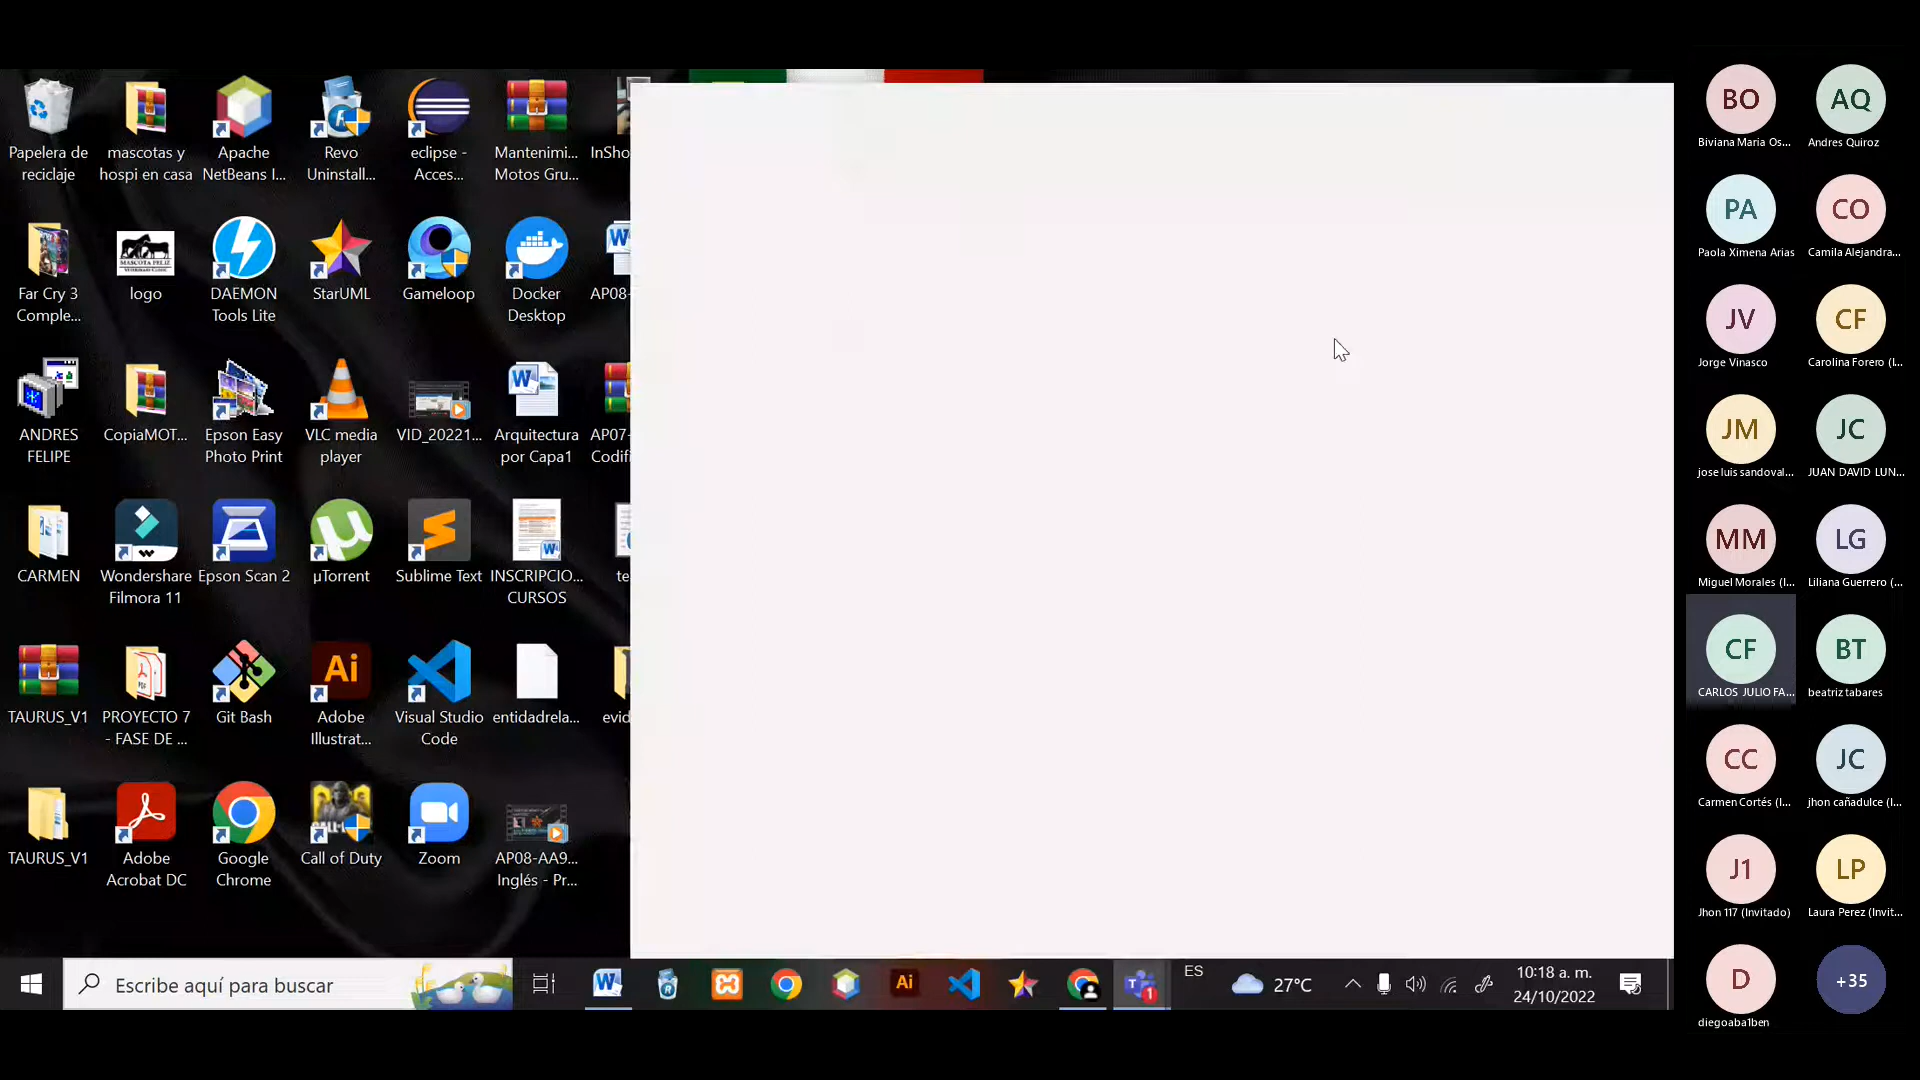 Papelera de
reciclaje
mascotas y
hospi en casa
Apache
NetBeans I...
Revo
Uninstall...
eclipse -
Acces...
Mantenimi...
Motos Gru...
InSho
Far Cry 3
Comple...
logo
MASCOTA FELIZ
DAEMON
Tools Lite
StarUML
Gameloop
Docker
Desktop
AP08-
ANDRES
FELIPE
CopiaMOT...
Epson Easy
Photo Print
VLC media
player
VID_20221...
Arquitectura
por Capa1
AP07-
Codifi
CARMEN
Wondershare
Filmora 11
Epson Scan 2
µTorrent
Sublime Text
INSCRIPCIO...
CURSOS
te
TAURUS_V1
PROYECTO 7
- FASE DE ...
Git Bash
Ai
Adobe
Illustrat...
Visual Studio
Code
entidadrela...
evid
TAURUS_V1
Adobe
Acrobat DC
Google
Chrome
Call of Duty
Zoom
AP08-AA9...
Inglés - Pr...
Escribe aquí para buscar
Ai
1
ES
27°C
10:18 a. m.
24/10/2022
BO
Biviana Maria Os...
AQ
Andres Quiroz
PA
Paola Ximena Arias
CO
Camila Alejandra...
JV
Jorge Vinasco
CF
Carolina Forero (I...
JM
jose luis sandoval...
JC
JUAN DAVID LUN...
MM
Miguel Morales (I...
LG
Liliana Guerrero (...
CF
CARLOS JULIO FA...
BT
beatriz tabares
CC
Carmen Cortés (I...
JC
jhon cañadulce (I...
J1
Jhon 117 (Invitado)
LP
Laura Perez (Invit...
D
diegoaba1ben
+35